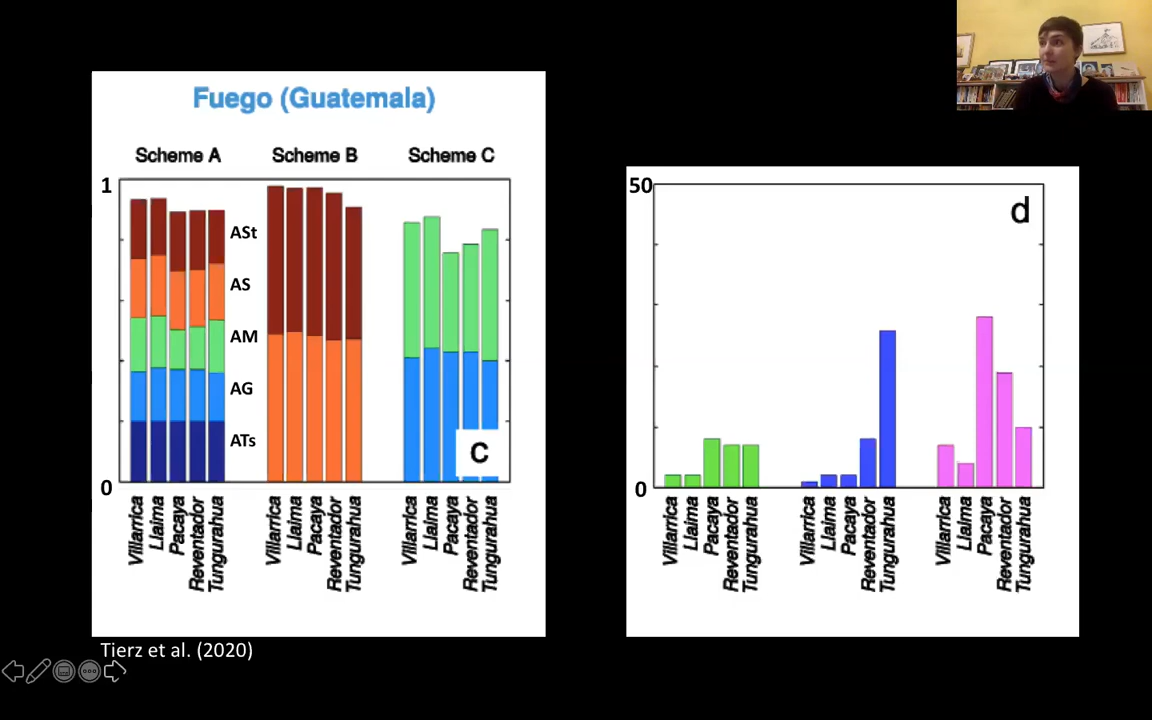 Fuego (Guatemala)
Scheme A Scheme B Scheme C
1
ASt
AS
AM
AG
ATs
C
0
Villarrica Llaima Pacaya Reventador Tungurahua Villarrica Llaima Pacaya Reventador Tungurahua Villarrica Llaima Pacaya Reventador Tungurahua
50
d
0
Villarrica Llaima Pacaya Reventador Tungurahua Villarrica Llaima Pacaya Reventador Tungurahua Villarrica Llaima Pacaya Reventador Tungurahua
Tierz et al. (2020)